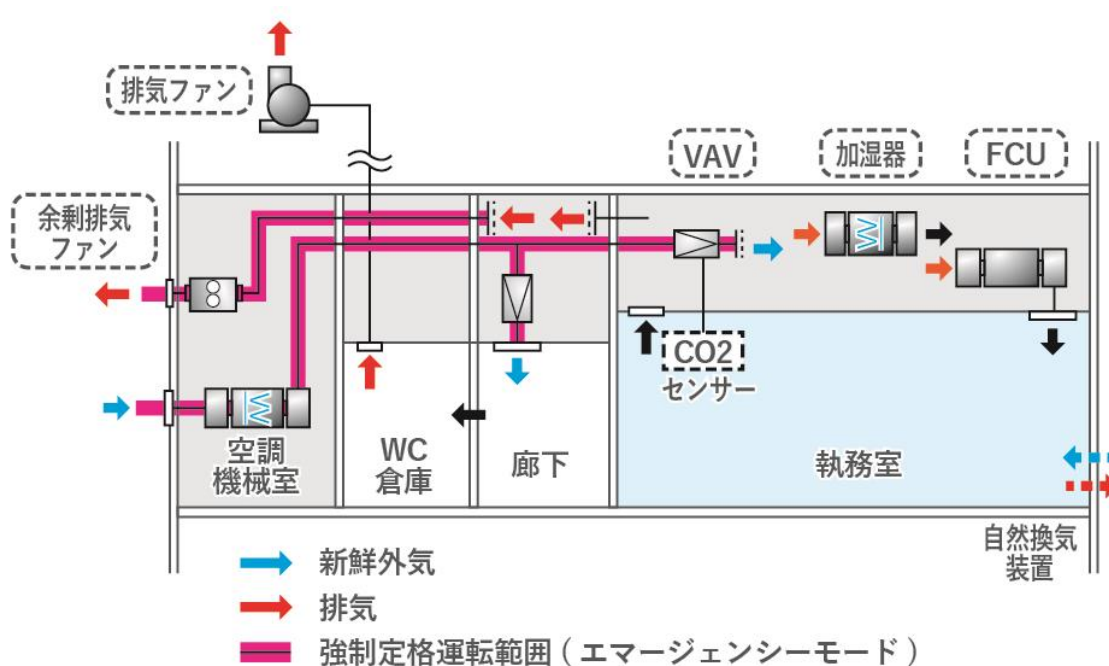 排気ファン
VAV
加湿器
FCU
余剰排気
ファン
CO2
センサー
空調
機械室
WC
倉庫
廊下
執務室
自然換気
装置
新鮮外気
排気
強制定格運転範囲 ( エマージェンシーモード )